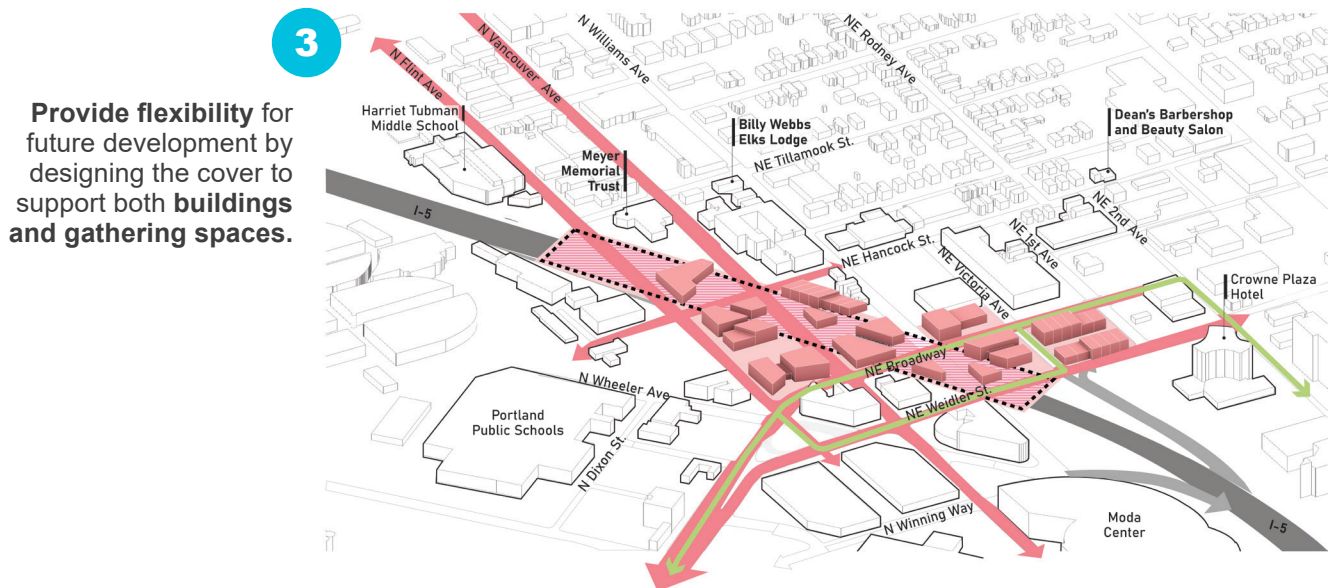 3
Provide flexibility for
future development by
designing the cover to
support both buildings
and gathering spaces.
N Flint Ave
N Vancouver Ave
N Williams Ave
NE Rodney Ave
Harriet Tubman
Middle School
Meyer
Memorial
Trust
Billy Webbs
Elks Lodge
NE Tillamook St.
Dean's Barbershop
and Beauty Salon
I-5
NE Hancock St.
NE Victoria Ave
NE 1st Ave
NE 2nd Ave
Crowne Plaza
Hotel
NE Broadway
NE Weidler St.
N Wheeler Ave
Portland
Public Schools
N Dixon St.
N Winning Way
Moda
Center
I-5